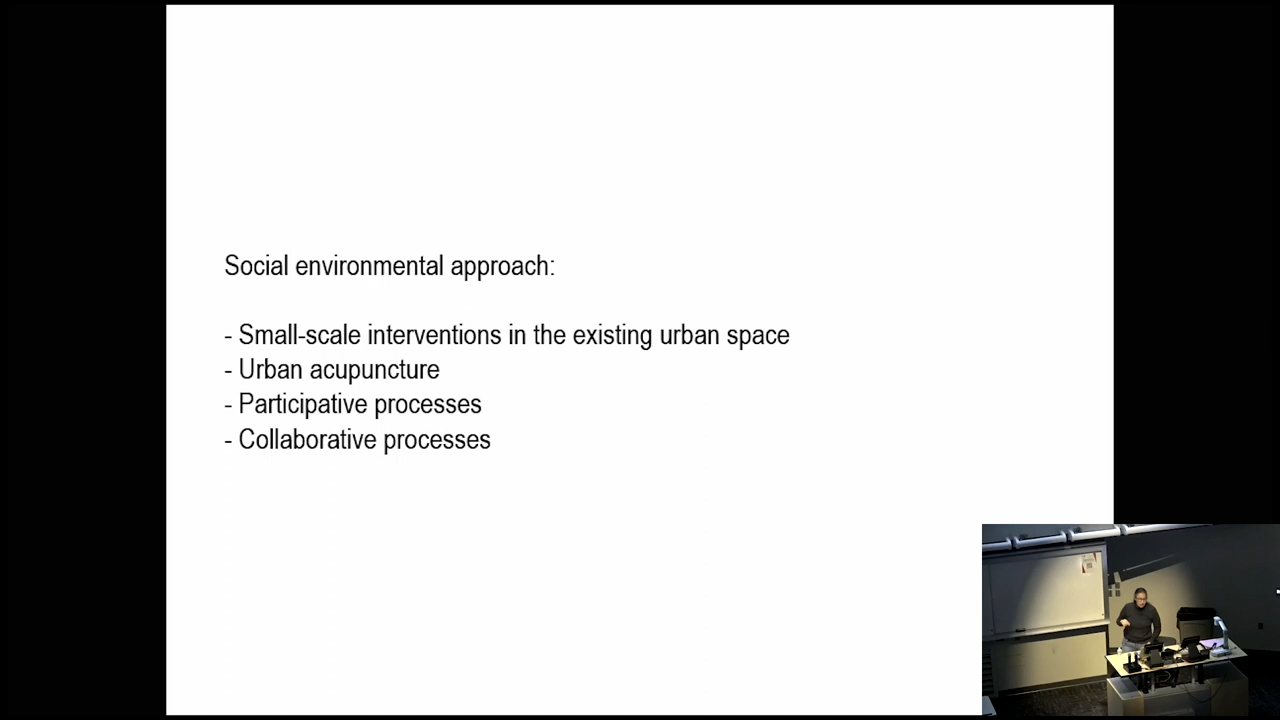 Social environmental approach:
- Small-scale interventions in the existing urban space
- Urban acupuncture
- Participative processes
- Collaborative processes